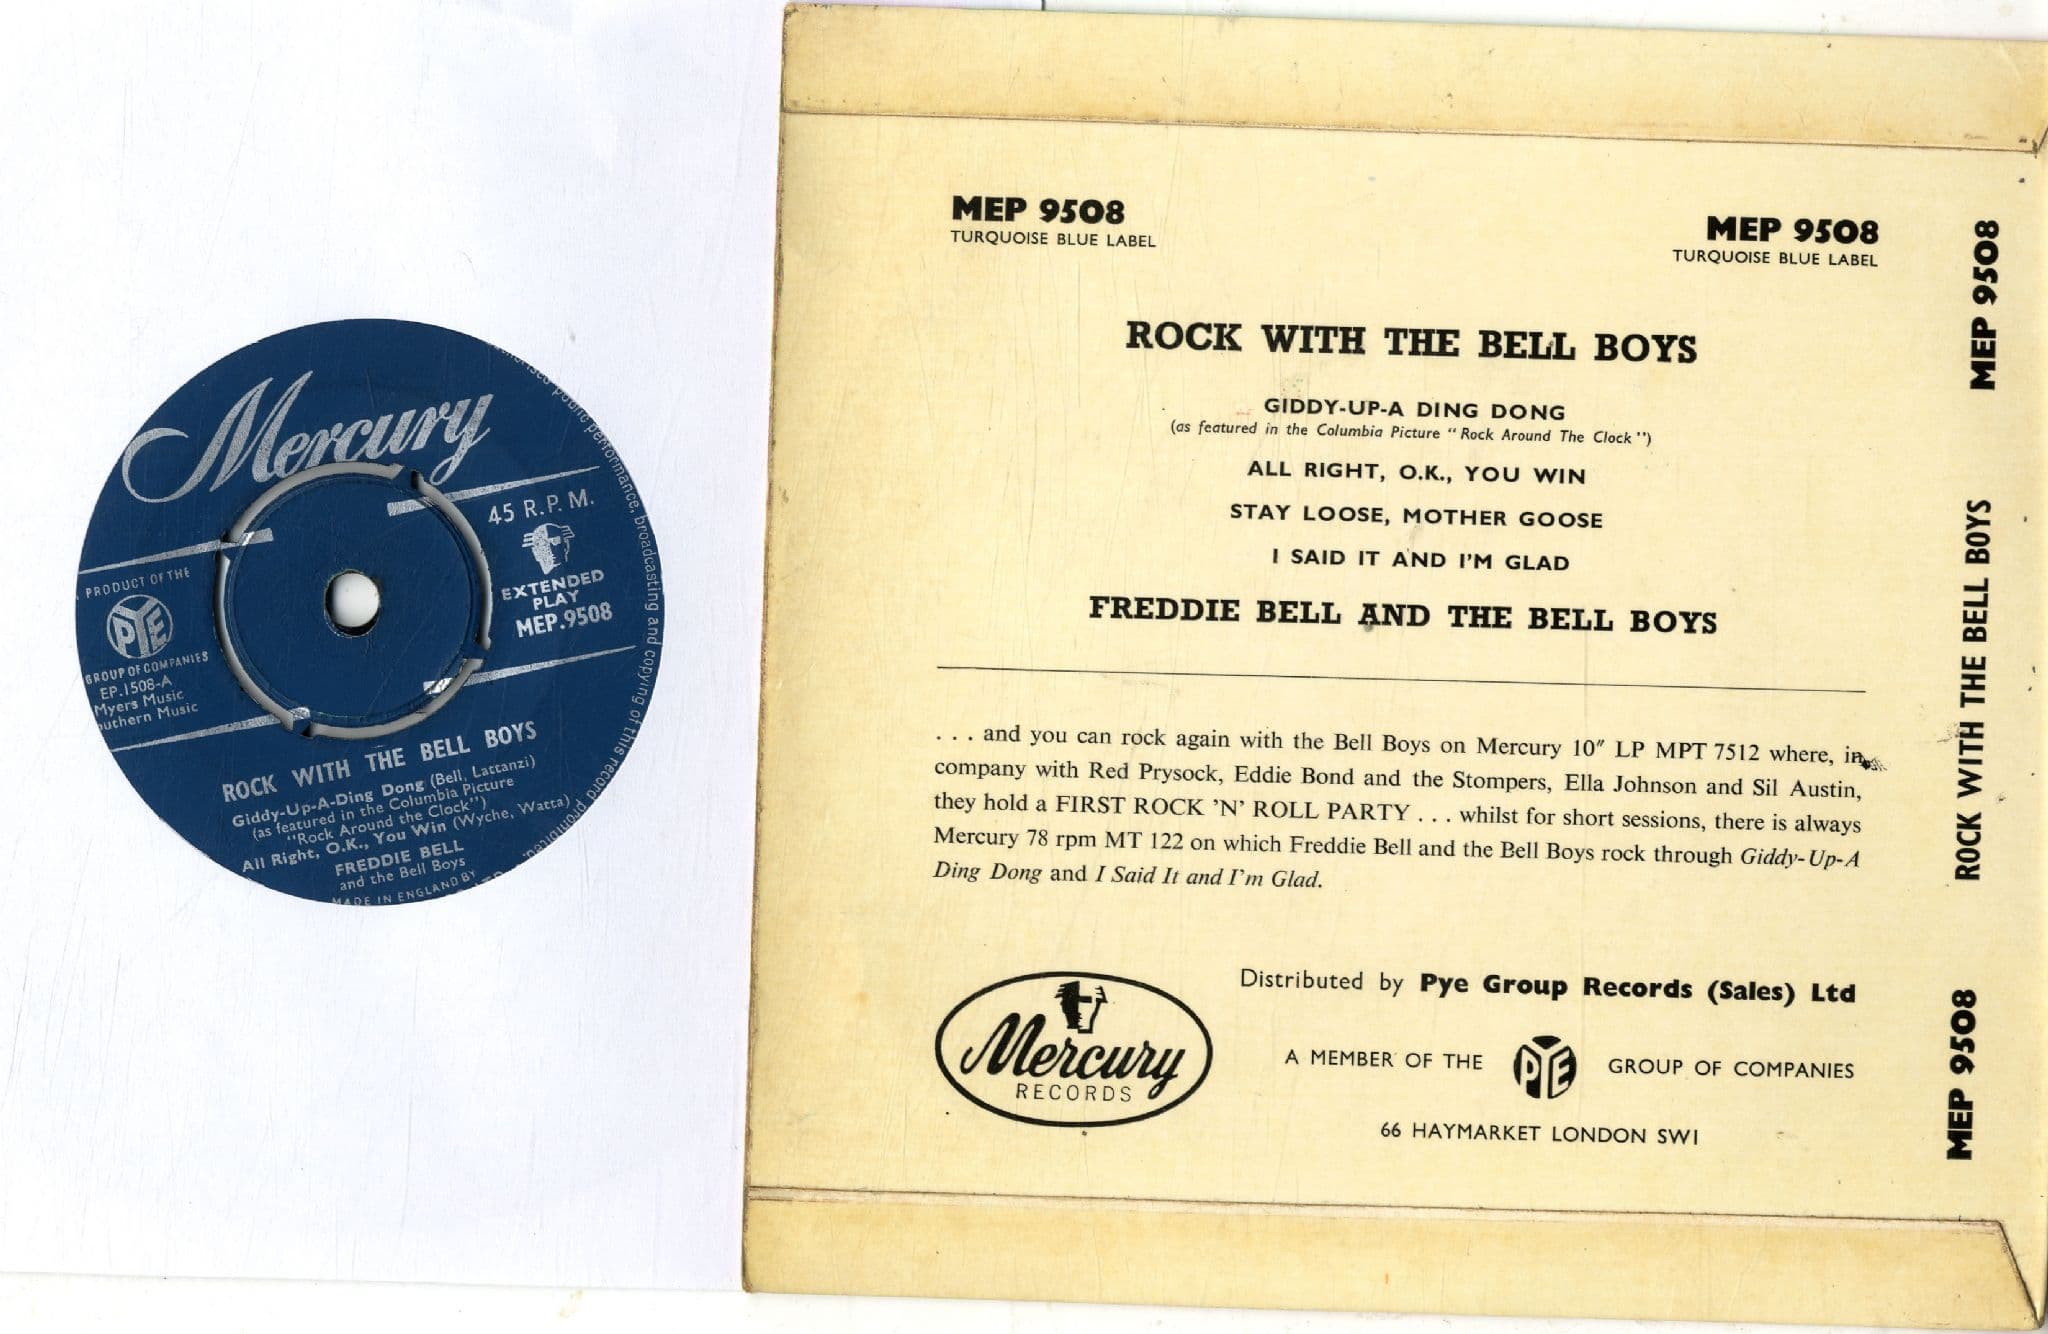 Mercury
45 R.P.M.
EXTENDED
PLAY
MEP.9508
PRODUCT OF THE
PYE
GROUP OF COMPANIES
EP.1508-A
Myers Music
outhern Music
ROCK WITH THE BELL BOYS
Giddy-Up-A-Ding Dong (Bell, Lattanzi)
(as featured in the Columbia Picture
"Rock Around the Clock")
All Right, O.K., You Win (Wyche, Watta)
FREDDIE BELL
and the Bell Boys
MADE IN ENGLAND BY
public performance, broadcasting and copying of this record prohibited.
MEP 9508
TURQUOISE BLUE LABEL
MEP 9508
TURQUOISE BLUE LABEL
ROCK WITH THE BELL BOYS
GIDDY-UP-A DING DONG
(as featured in the Columbia Picture "Rock Around The Clock")
ALL RIGHT, O.K., YOU WIN
STAY LOOSE, MOTHER GOOSE
I SAID IT AND I'M GLAD
FREDDIE BELL AND THE BELL BOYS
. . . and you can rock again with the Bell Boys on Mercury 10" LP MPT 7512 where, in
company with Red Prysock, Eddie Bond and the Stompers, Ella Johnson and Sil Austin,
they hold a FIRST ROCK 'N' ROLL PARTY . . . whilst for short sessions, there is always
Mercury 78 rpm MT 122 on which Freddie Bell and the Bell Boys rock through Giddy-Up-A
Ding Dong and I Said It and I'm Glad.
Mercury
RECORDS
Distributed by Pye Group Records (Sales) Ltd
A MEMBER OF THE PYE GROUP OF COMPANIES
66 HAYMARKET LONDON SW1
MEP 9508
ROCK WITH THE BELL BOYS
MEP 9508